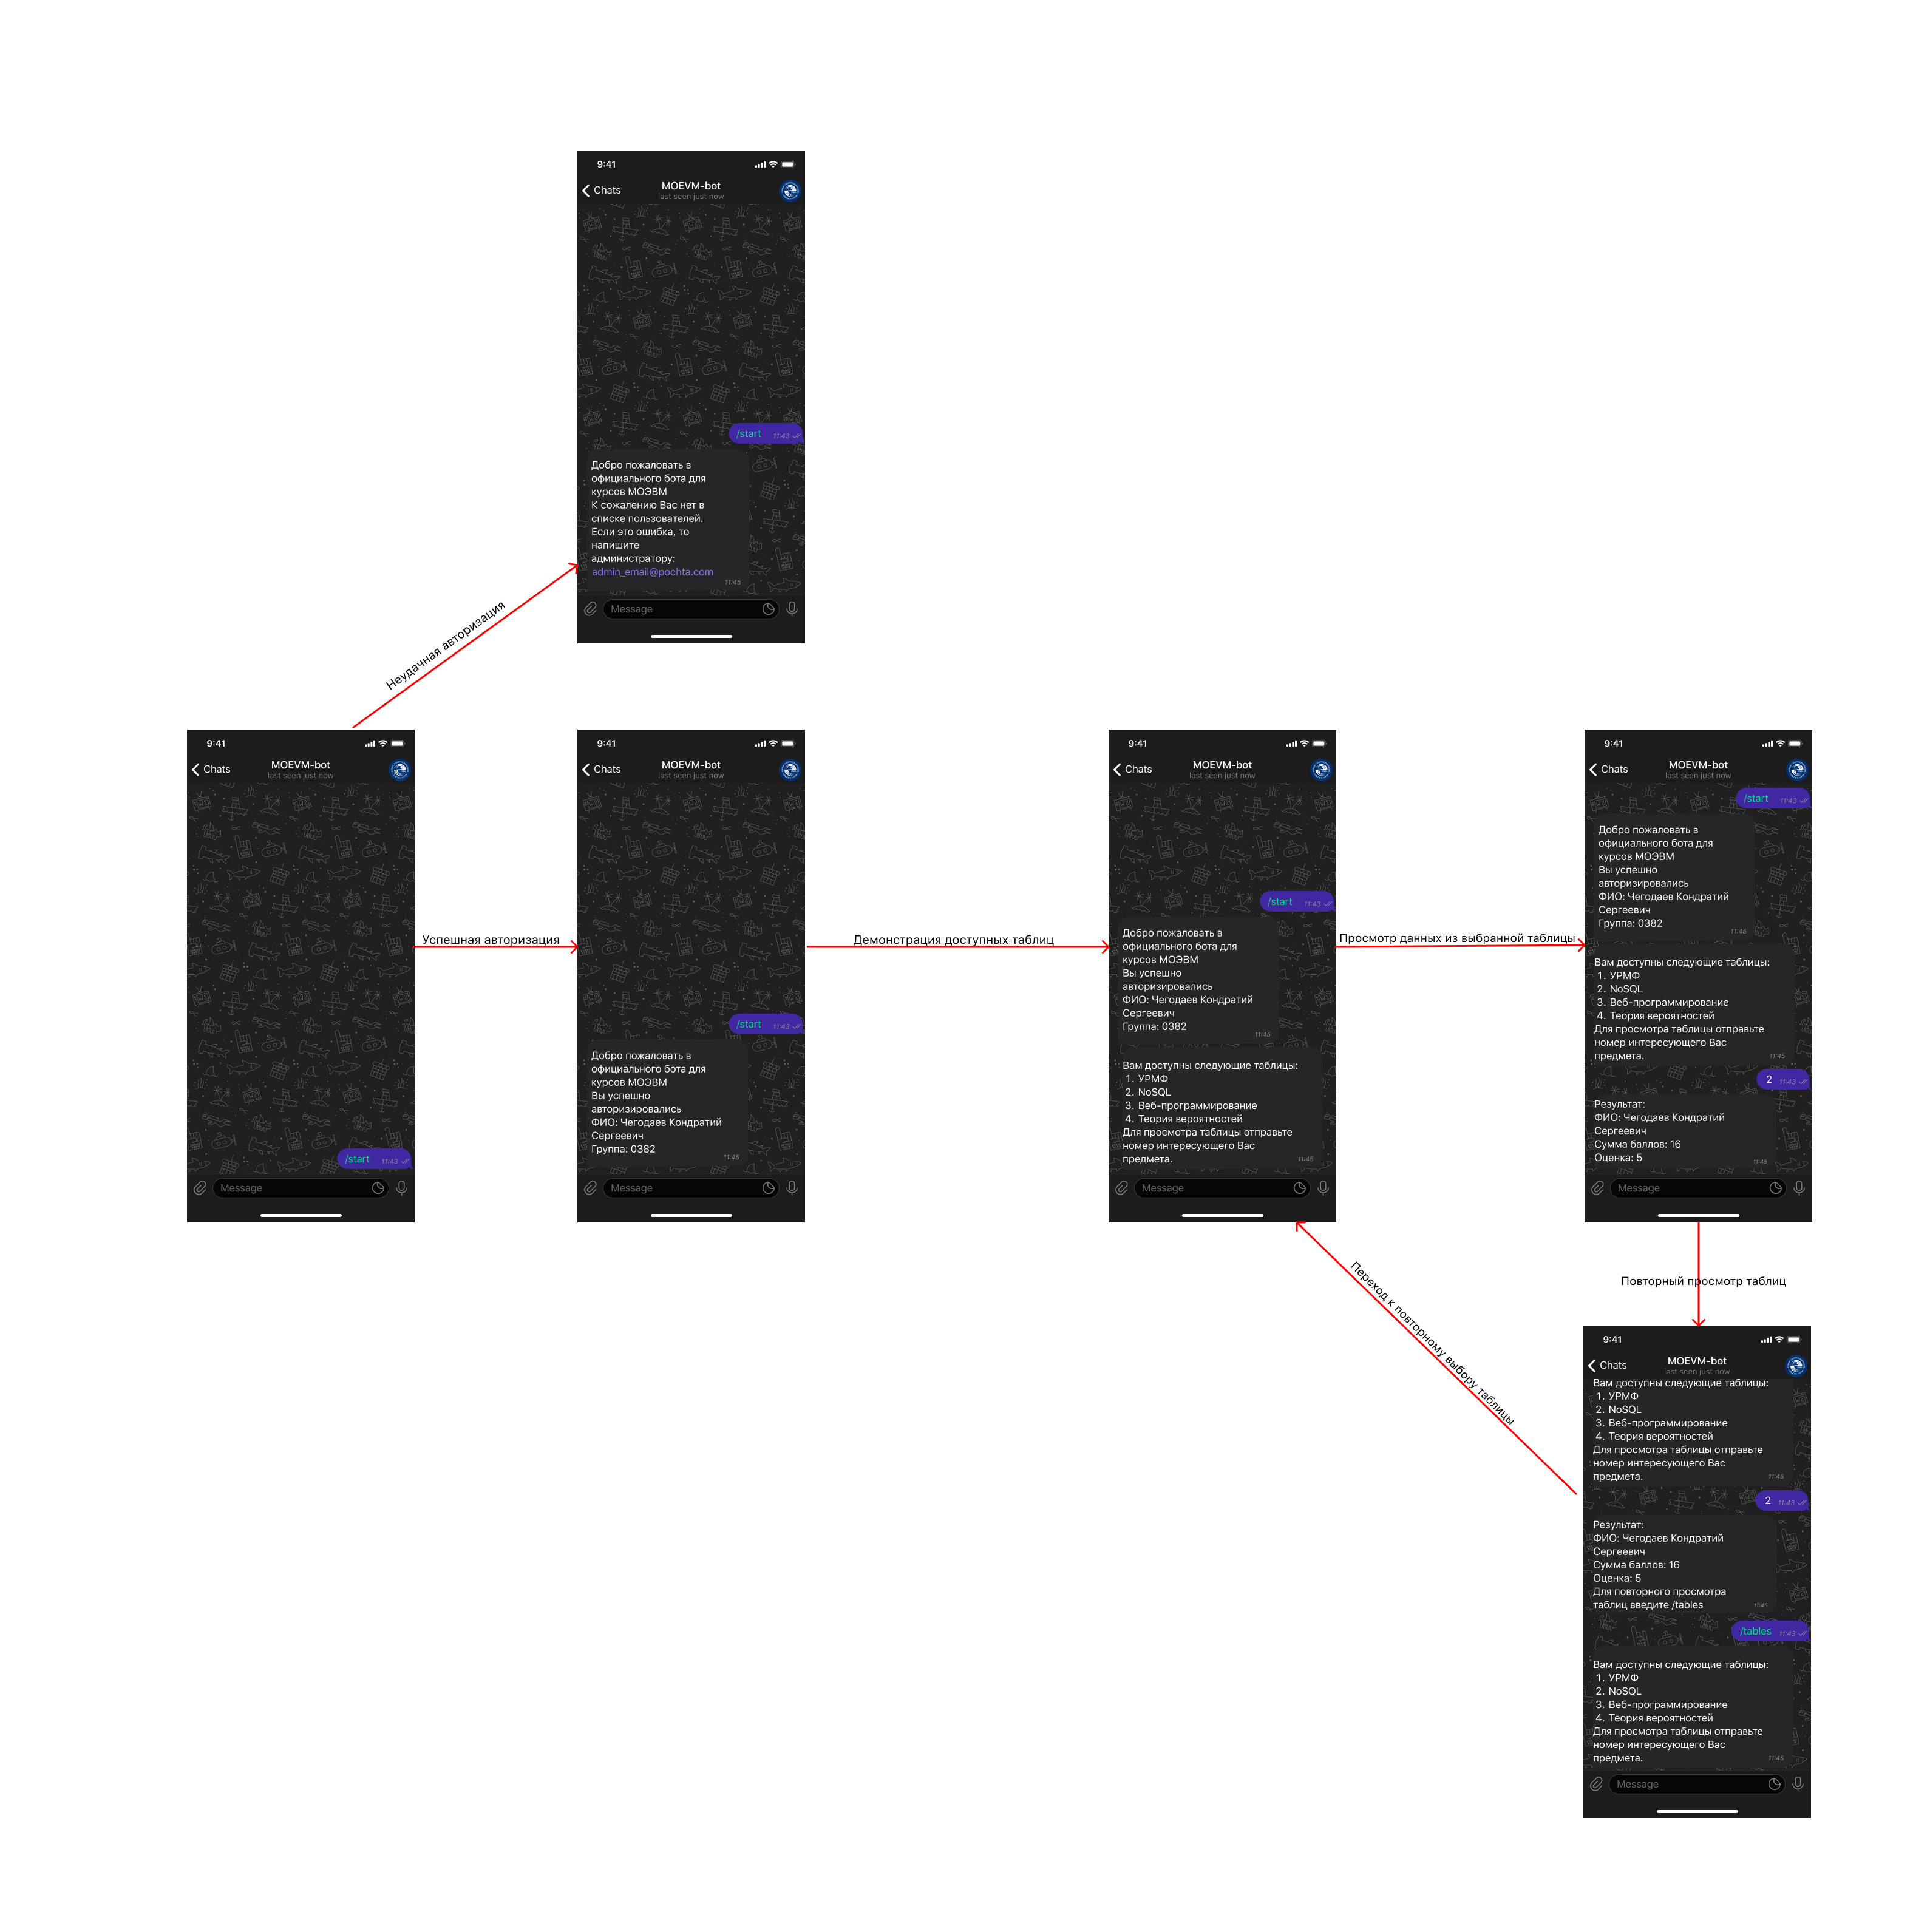 9:41
Chats
MOEVM-bot
last seen just now
/start 11:43
Добро пожаловать в
официального бота для
курсов МОЭВМ
К сожалению Вас нет в
списке пользователей.
Если это ошибка, то
напишите
администратору:
admin_email@pochta.com
11:45
Message
Неудачная авторизация
9:41
Chats
MOEVM-bot
last seen just now
/start 11:43
Message
Успешная авторизация
9:41
Chats
MOEVM-bot
last seen just now
/start 11:43
Добро пожаловать в
официального бота для
курсов МОЭВМ
Вы успешно
авторизировались
ФИО: Чегодаев Кондратий
Сергеевич
Группа: 0382
11:45
Message
Демонстрация доступных таблиц
9:41
Chats
MOEVM-bot
last seen just now
/start 11:43
Добро пожаловать в
официального бота для
курсов МОЭВМ
Вы успешно
авторизировались
ФИО: Чегодаев Кондратий
Сергеевич
Группа: 0382
11:45
Вам доступны следующие таблицы:
1. УРМФ
2. NoSQL
3. Веб-программирование
4. Теория вероятностей
Для просмотра таблицы отправьте
номер интересующего Вас
предмета.
11:45
Message
Просмотр данных из выбранной таблицы
9:41
Chats
MOEVM-bot
last seen just now
/start 11:43
Добро пожаловать в
официального бота для
курсов МОЭВМ
Вы успешно
авторизировались
ФИО: Чегодаев Кондратий
Сергеевич
Группа: 0382
11:45
Вам доступны следующие таблицы:
1. УРМФ
2. NoSQL
3. Веб-программирование
4. Теория вероятностей
Для просмотра таблицы отправьте
номер интересующего Вас
предмета.
11:45
2 11:43
Результат:
ФИО: Чегодаев Кондратий
Сергеевич
Сумма баллов: 16
Оценка: 5
11:45
Message
Повторный просмотр таблиц
Переход к повторному выбору таблицы
9:41
Chats
MOEVM-bot
last seen just now
Вам доступны следующие таблицы:
1. УРМФ
2. NoSQL
3. Веб-программирование
4. Теория вероятностей
Для просмотра таблицы отправьте
номер интересующего Вас
предмета.
11:45
2 11:43
Результат:
ФИО: Чегодаев Кондратий
Сергеевич
Сумма баллов: 16
Оценка: 5
Для повторного просмотра
таблиц введите /tables
11:45
/tables 11:43
Вам доступны следующие таблицы:
1. УРМФ
2. NoSQL
3. Веб-программирование
4. Теория вероятностей
Для просмотра таблицы отправьте
номер интересующего Вас
предмета.
11:45
Message